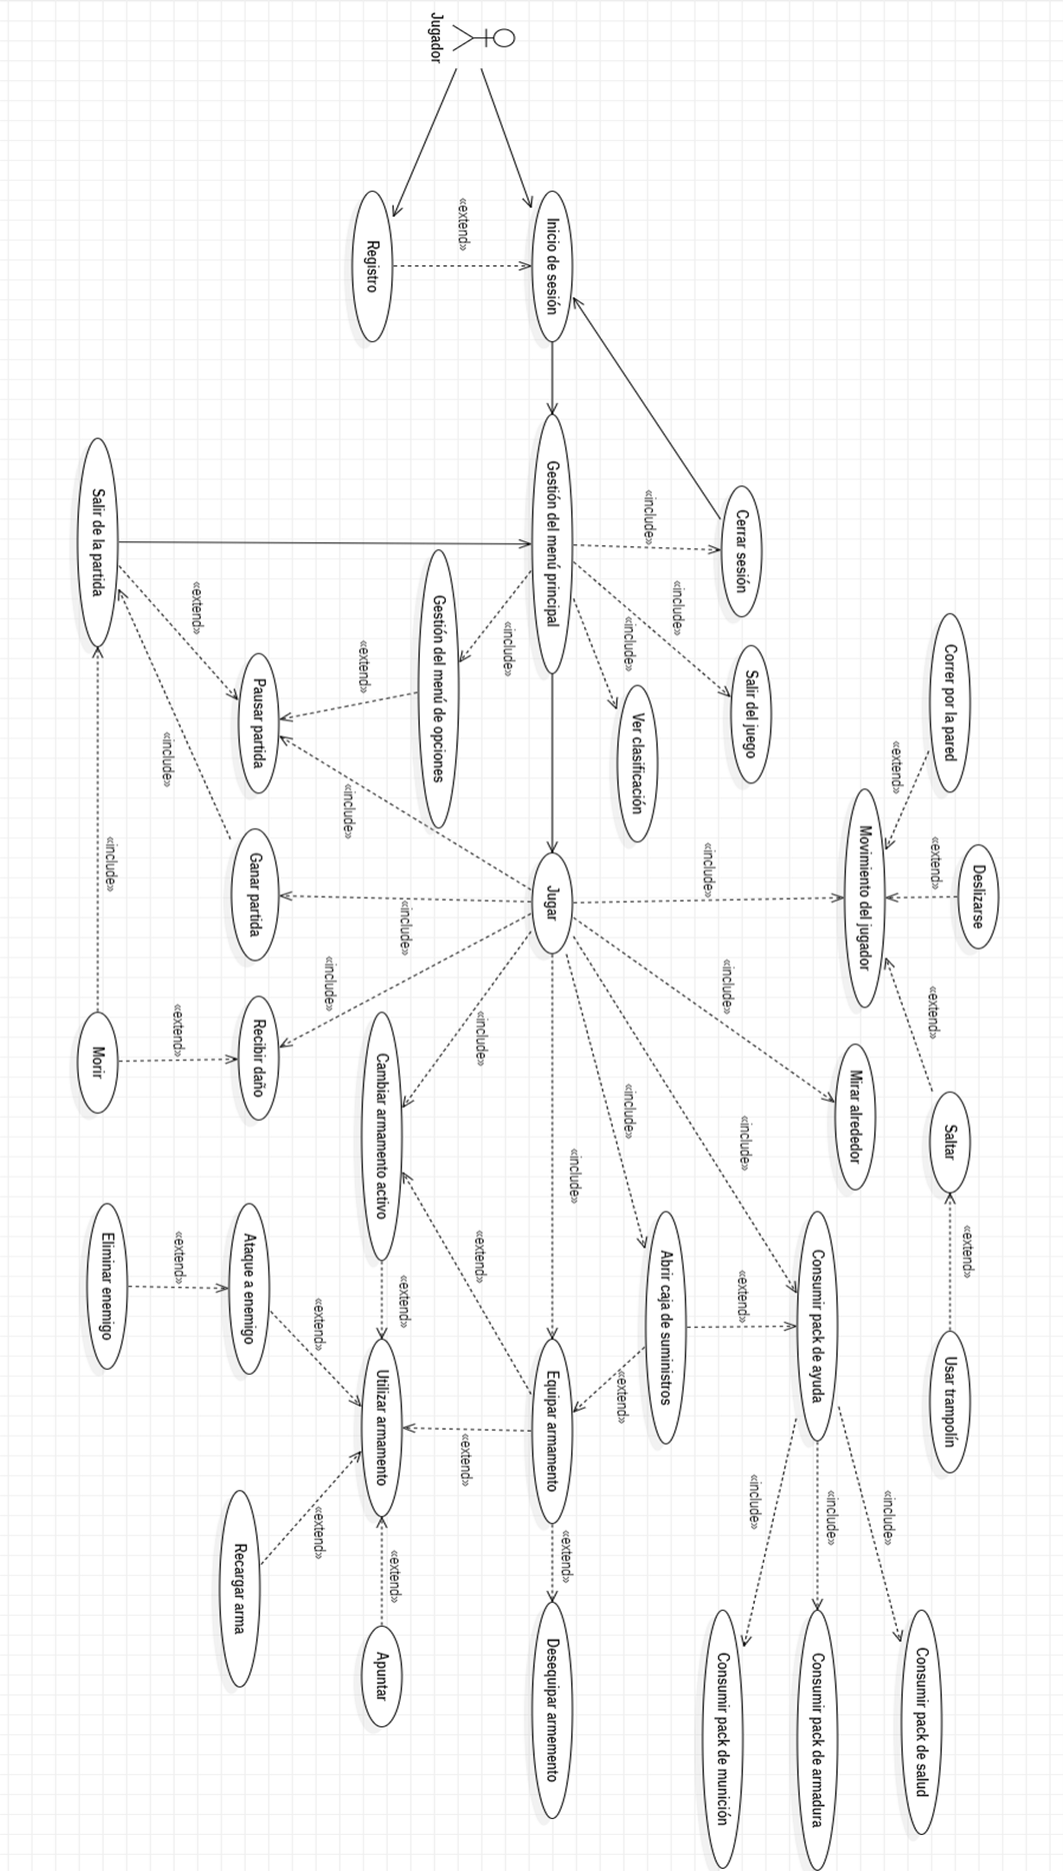 Jugador
«extend»
Registro
Inicio de sesión
Gestión del menú principal
«include»
Cerrar sesión
«include»
Salir del juego
«include»
Ver clasificación
«include»
Gestión del menú de opciones
«extend»
Salir de la partida
«extend»
Pausar partida
«include»
«include»
Ganar partida
«include»
Jugar
«include»
Movimiento del jugador
Correr por la pared
«extend»
Deslizarse
«extend»
«extend»
Saltar
«extend»
Usar trampolín
«include»
Mirar alrededor
«include»
Morir
«extend»
Recibir daño
«include»
«include»
Cambiar armamento activo
«include»
«include»
«include»
Abrir caja de suministros
«extend»
Consumir pack de ayuda
«extend»
Equipar armamento
«extend»
«extend»
Utilizar armamento
«extend»
Ataque a enemigo
«extend»
Eliminar enemigo
«extend»
Recargar arma
«extend»
Apuntar
«extend»
Desequipar armemento
«extend»
«include»
Consumir pack de salud
«include»
Consumir pack de armadura
«include»
Consumir pack de munición